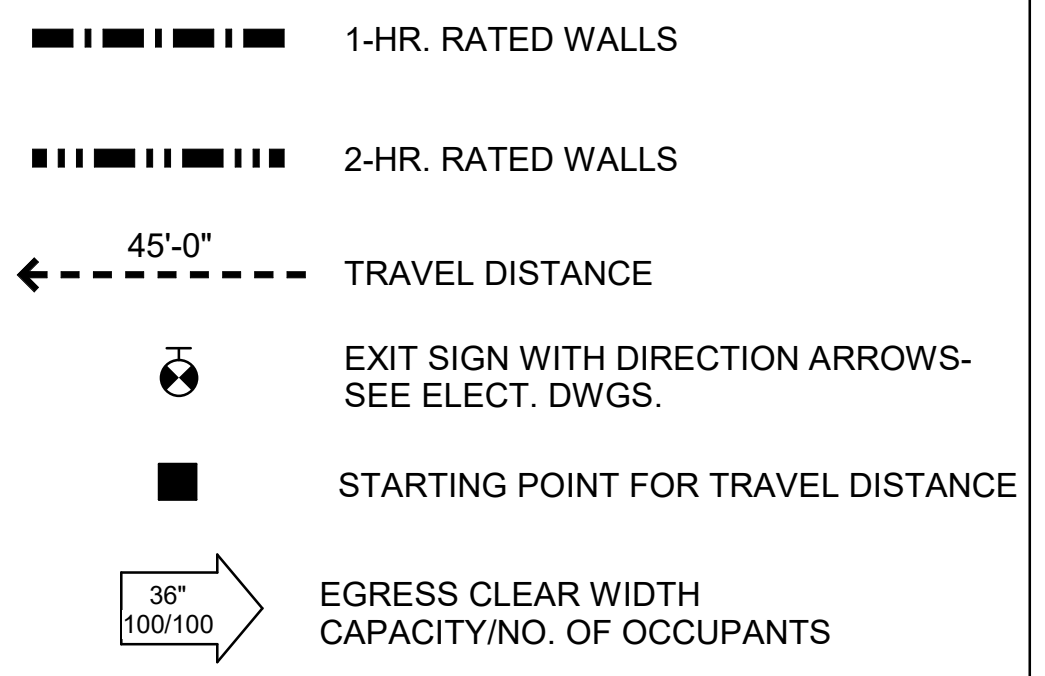 1-HR. RATED WALLS
2-HR. RATED WALLS
45'-0"
TRAVEL DISTANCE
EXIT SIGN WITH DIRECTION ARROWS-
SEE ELECT. DWGS.
STARTING POINT FOR TRAVEL DISTANCE
36"
100/100
EGRESS CLEAR WIDTH
CAPACITY/NO. OF OCCUPANTS